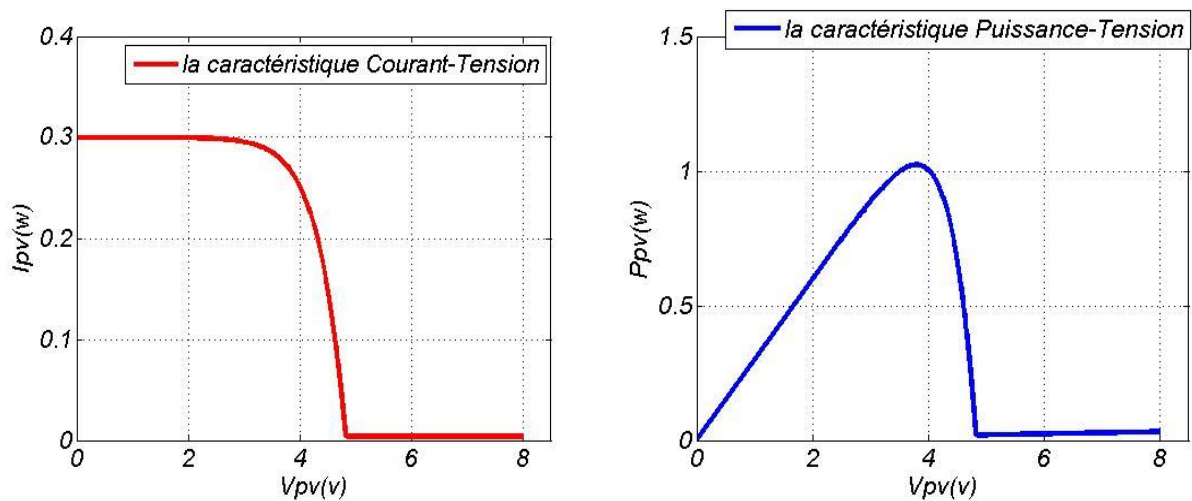 la caractéristique Courant-Tension
0.4
0.3
0.2
0.1
0
Ipv(w)
0 2 4 6 8
Vpv(v)
la caractéristique Puissance-Tension
1.5
1
0.5
0
Ppv(w)
0 2 4 6 8
Vpv(v)